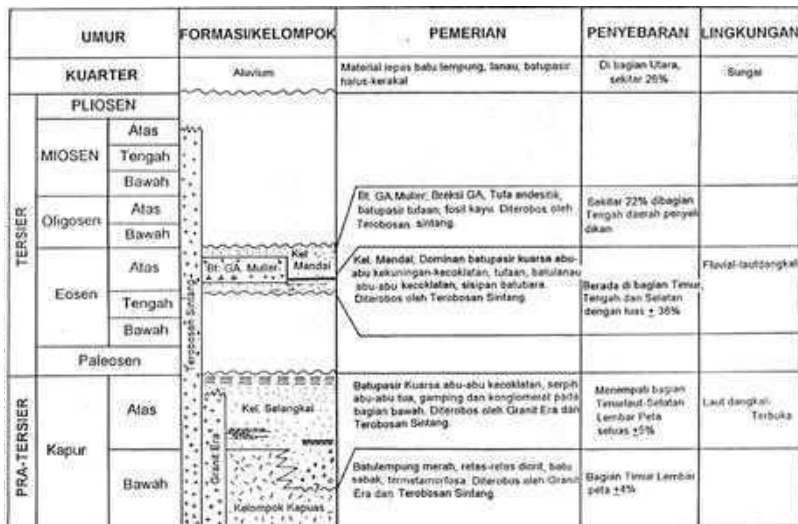 UMUR FORMASI/KELOMPOK PEMERIAN PENYEBARAN LINGKUNGAN
KUARTER
Aluvium
Material lepas batu lempung, lanau, batupasir
halus-kerakal
Di bagian Utara,
sekitar 26%
Sungai
TERSIER
PLIOSEN
MIOSEN
Atas
Tengah
Bawah
Oligosen
Atas
Bawah
Eosen
Atas
Tengah
Bawah
Paleosen
Terobosan Sintang
Bt. GA. Muller
Kel.
Mandai
Bt. GA. Muller, Breksi GA, Tufa andesitik,
batupasir tufaan, fosil kayu. Diterobos oleh
Terobosan sintang.
Sekitar 22% dibagian
Tengah daerah penyeli
dikan
Kel. Mandai, Dominan batupasir kuarsa abu-
abu kekuningan-kecoklatan, tufaan, batulanau
abu-abu kecoklatan, sisipan batubara.
Diterobos oleh Terobosan Sintang
Berada di bagian Timur,
Tengah dan Selatan
dengan luas ± 36%
Fluvial-lautdangkal
PRA-TERSIER
Kapur
Atas
Bawah
Granit Era
Kel. Selangkai
Kelompok Kapuas
Batupasir Kuarsa abu-abu kecoklatan, serpih
abu-abu tua, gamping dan konglomerat pada
bagian bawah. Diterobos oleh Granit Era dan
Terobosan Sintang.
Menempati bagian
Timurlaut-Selatan
Lembar Peta
seluas ±5%
Laut dangkal-
Terbuka
Batulempung merah, retas-retas diorit, batu
sabak, termetamorfosa. Diterobos oleh Granit
Era dan Terobosan Sintang.
Bagian Timur Lembar
peta ±4%